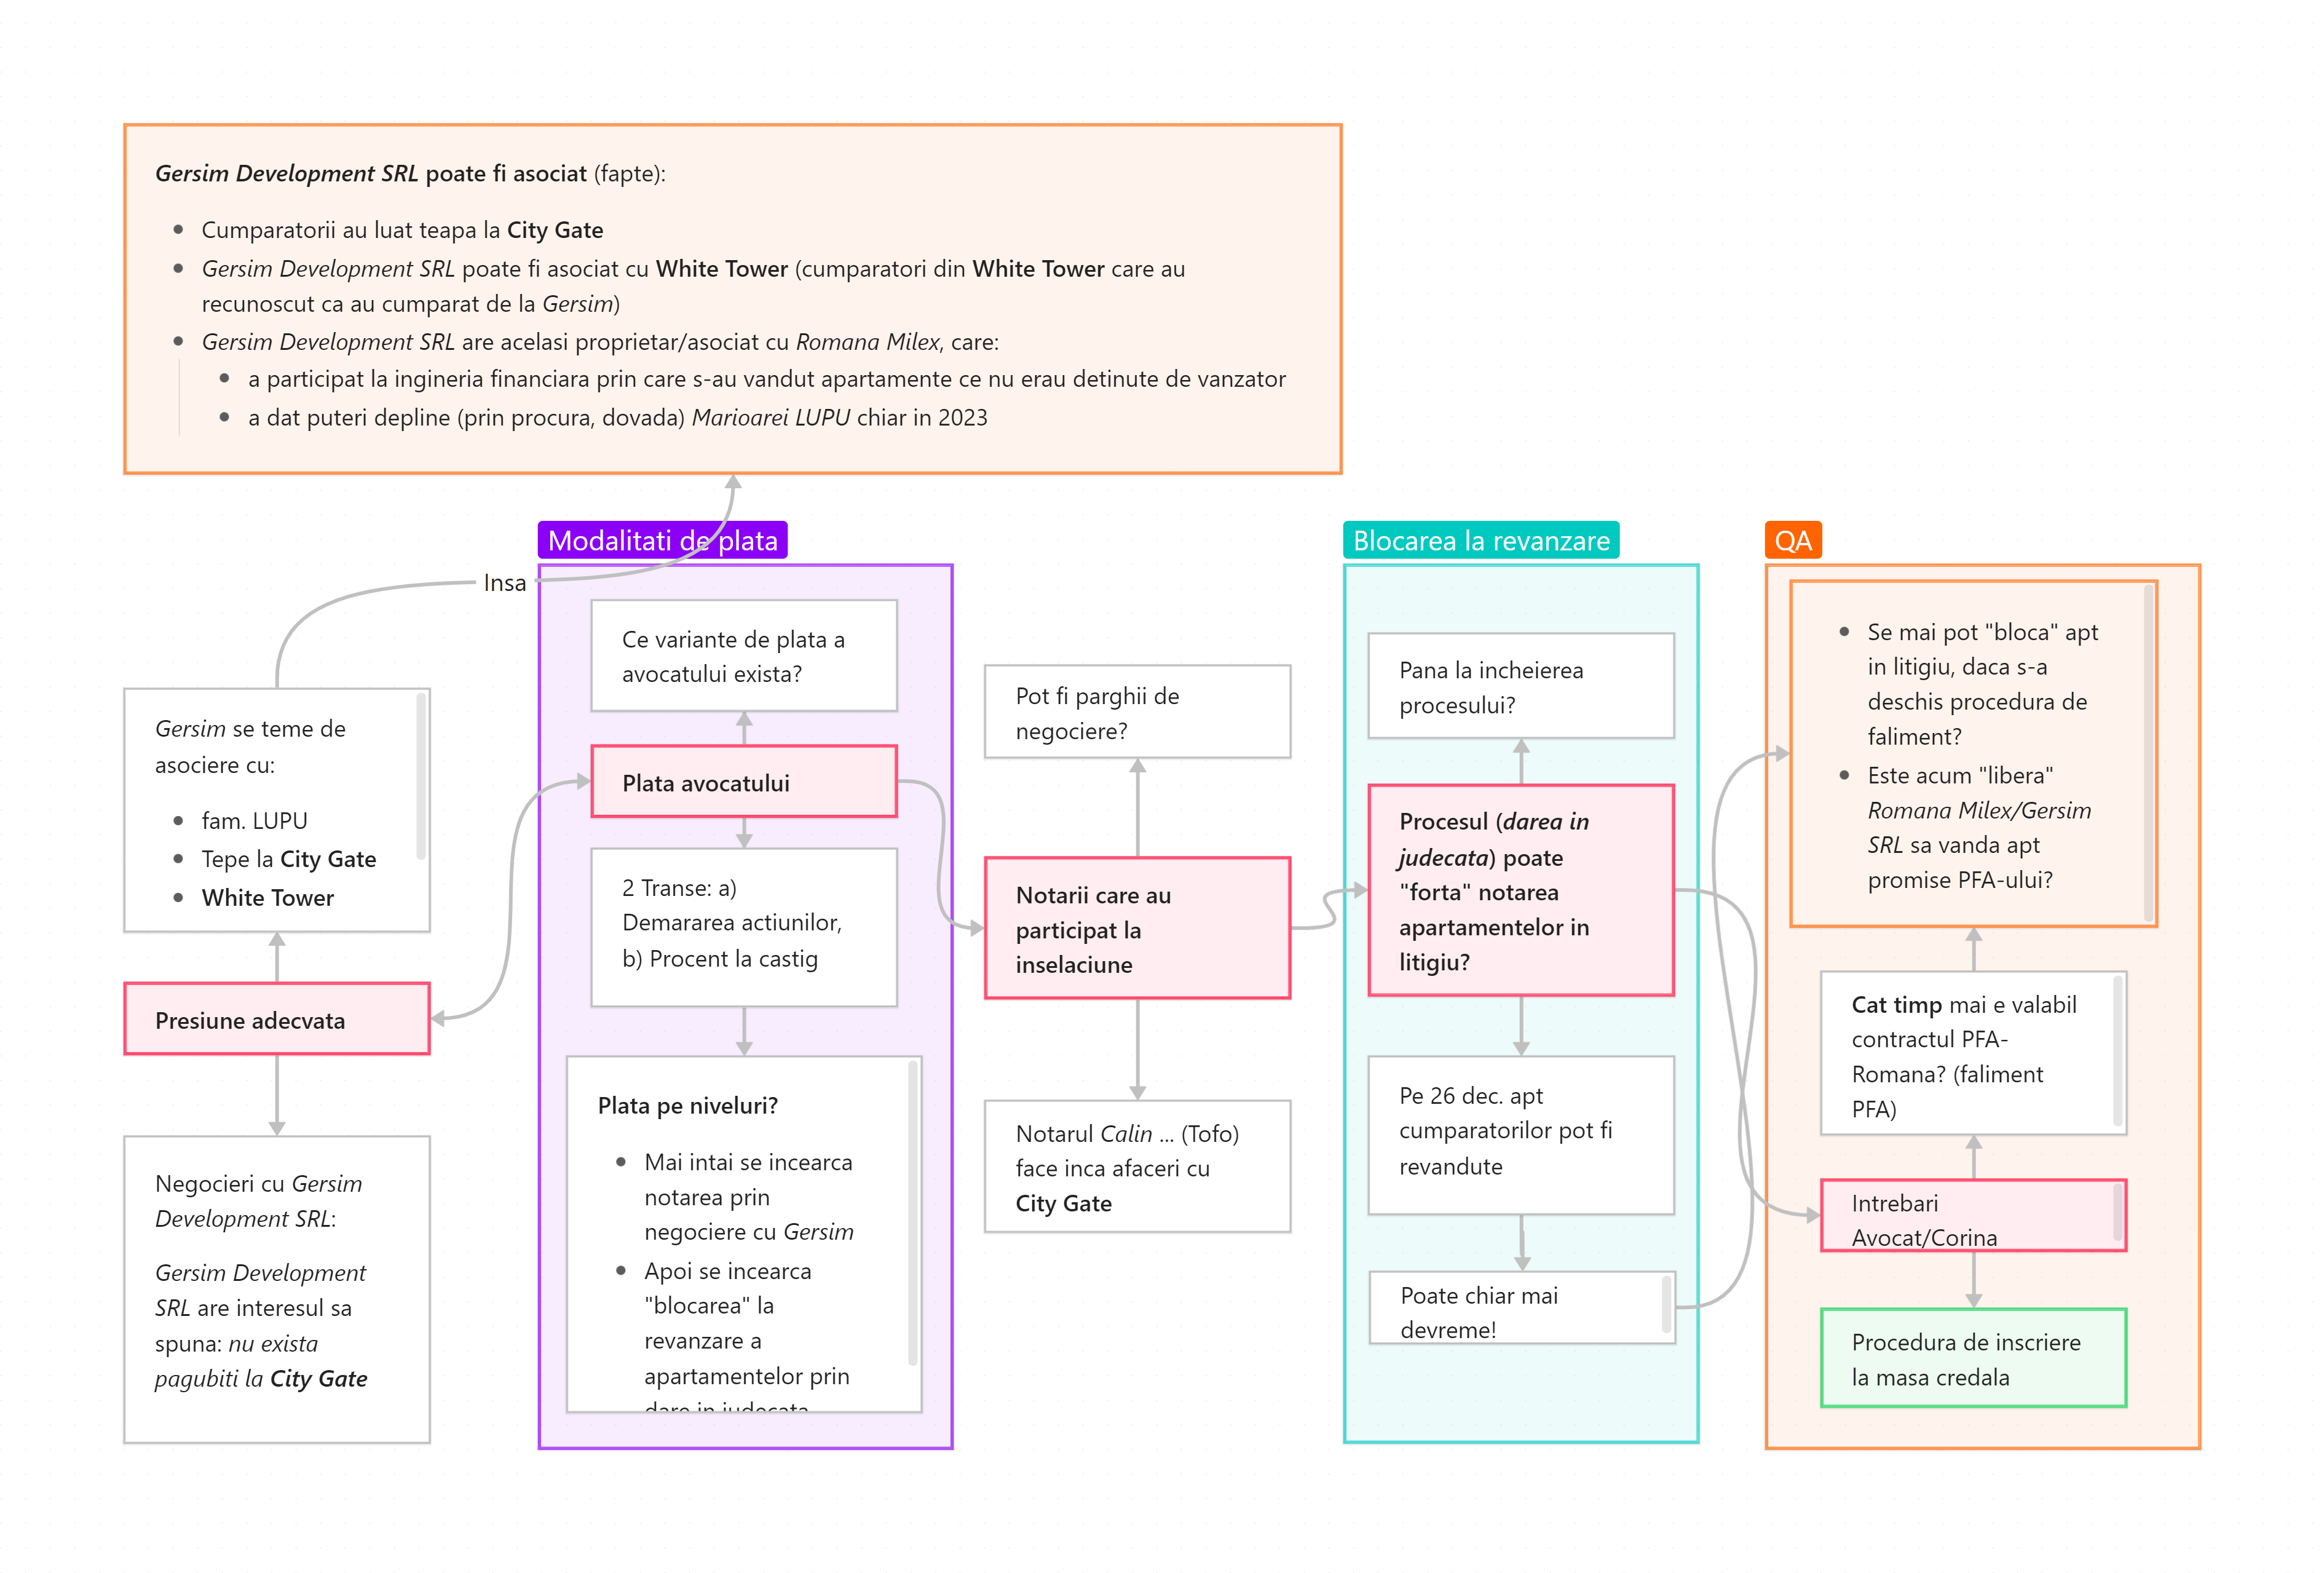 Gersim Development SRL poate fi asociat (fapte):
Cumparatorii au luat teapa la City Gate
Gersim Development SRL poate fi asociat cu White Tower (cumparatori din White Tower care au
recunoscut ca au cumparat de la Gersim)
Gersim Development SRL are acelasi proprietar/asociat cu Romana Milex, care:
a participat la ingineria financiara prin care s-au vandut apartamente ce nu erau detinute de vanzator
a dat puteri depline (prin procura, dovada) Marioarei LUPU chiar in 2023
Insa
Gersim se teme de
asociere cu:
fam. LUPU
Tepe la City Gate
White Tower
Presiune adecvata
Negocieri cu Gersim
Development SRL:
Gersim Development
SRL are interesul sa
spuna: nu exista
pagubiti la City Gate
Modalitati de plata
Ce variante de plata a
avocatului exista?
Plata avocatului
2 Transe: a)
Demararea actiunilor,
b) Procent la castig
Plata pe niveluri?
Mai intai se incearca
notarea prin
negociere cu Gersim
Apoi se incearca
"blocarea" la
revanzare a
apartamentelor prin
dare in judecata
Pot fi parghii de
negociere?
Notarii care au
participat la
inselaciune
Notarul Calin ... (Tofo)
face inca afaceri cu
City Gate
Blocarea la revanzare
Pana la incheierea
procesului?
Procesul (darea in
judecata) poate
"forta" notarea
apartamentelor in
litigiu?
Pe 26 dec. apt
cumparatorilor pot fi
revandute
Poate chiar mai
devreme!
QA
Se mai pot "bloca" apt
in litigiu, daca s-a
deschis procedura de
faliment?
Este acum "libera"
Romana Milex/Gersim
SRL sa vanda apt
promise PFA-ului?
Cat timp mai e valabil
contractul PFA-
Romana? (faliment
PFA)
Intrebari
Avocat/Corina
Procedura de inscriere
la masa credala